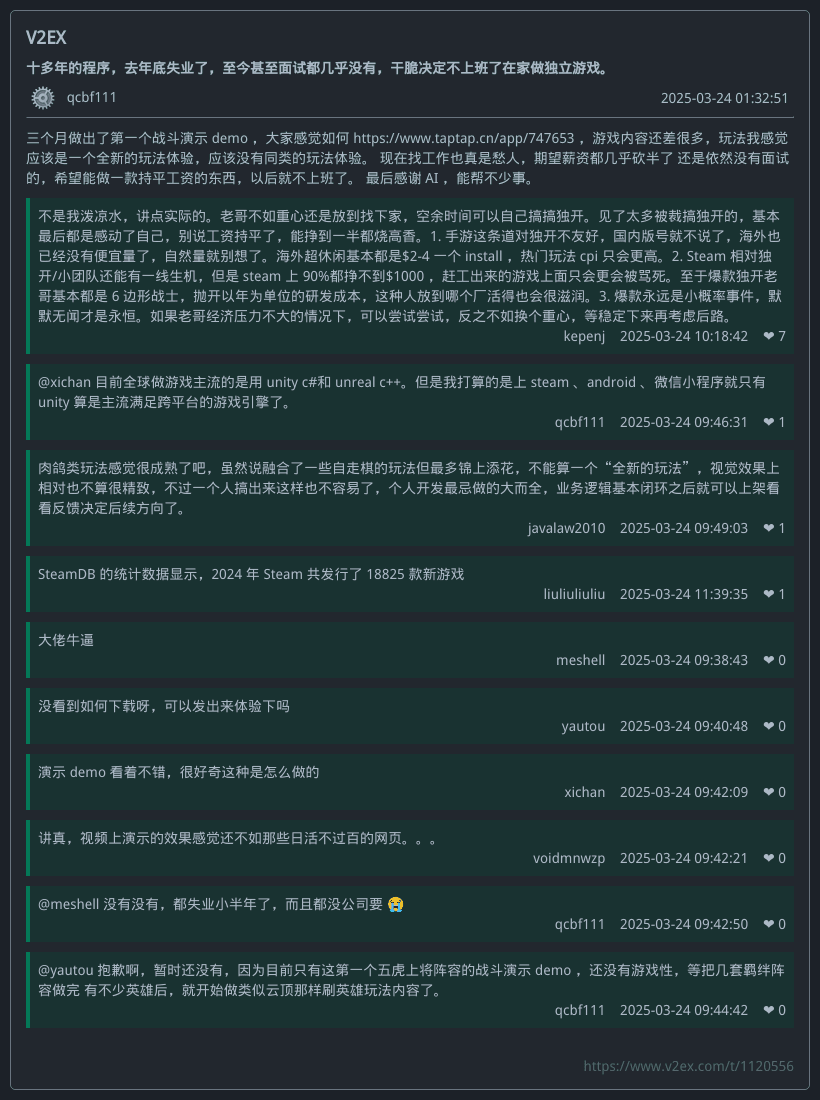 V2EX
十多年的程序，去年底失业了，至今甚至面试都几乎没有，干脆决定不上班了在家做独立游戏。
qcbf111 2025-03-24 01:32:51
三个月做出了第一个战斗演示 demo ，大家感觉如何 https://www.taptap.cn/app/747653 ，游戏内容还差很多，玩法我感觉
应该是一个全新的玩法体验，应该没有同类的玩法体验。 现在找工作也真是愁人，期望薪资都几乎砍半了 还是依然没有面试
的，希望能做一款持平工资的东西，以后就不上班了。 最后感谢 AI ，能帮不少事。
不是我泼凉水，讲点实际的。老哥不如重心还是放到找下家，空余时间可以自己搞搞独开。见了太多被裁搞独开的，基本
最后都是感动了自己，别说工资持平了，能挣到一半都烧高香。1. 手游这条道对独开不友好，国内版号就不说了，海外也
已经没有便宜量了，自然量就别想了。海外超休闲基本都是$2-4 一个 install ，热门玩法 cpi 只会更高。2. Steam 相对独
开/小团队还能有一线生机，但是 steam 上 90%都挣不到$1000 ，赶工出来的游戏上面只会更会被骂死。至于爆款独开老
哥基本都是 6 边形战士，抛开以年为单位的研发成本，这种人放到哪个厂活得也会很滋润。3. 爆款永远是小概率事件，默
默无闻才是永恒。如果老哥经济压力不大的情况下，可以尝试尝试，反之不如换个重心，等稳定下来再考虑后路。
kepenj 2025-03-24 10:18:42 ❤ 7
@xichan 目前全球做游戏主流的是用 unity c#和 unreal c++。但是我打算的是上 steam 、android 、微信小程序就只有
unity 算是主流满足跨平台的游戏引擎了。
qcbf111 2025-03-24 09:46:31 ❤ 1
肉鸽类玩法感觉很成熟了吧，虽然说融合了一些自走棋的玩法但最多锦上添花，不能算一个“全新的玩法”，视觉效果上
相对也不算很精致，不过一个人搞出来这样也不容易了，个人开发最忌做的大而全，业务逻辑基本闭环之后就可以上架看
看反馈决定后续方向了。
javalaw2010 2025-03-24 09:49:03 ❤ 1
SteamDB 的统计数据显示，2024 年 Steam 共发行了 18825 款新游戏
liuliuliuliu 2025-03-24 11:39:35 ❤ 1
大佬牛逼
meshell 2025-03-24 09:38:43 ❤ 0
没看到如何下载呀，可以发出来体验下吗
yautou 2025-03-24 09:40:48 ❤ 0
演示 demo 看着不错，很好奇这种是怎么做的
xichan 2025-03-24 09:42:09 ❤ 0
讲真，视频上演示的效果感觉还不如那些日活不过百的网页。。。
voidmnwzp 2025-03-24 09:42:21 ❤ 0
@meshell 没有没有，都失业小半年了，而且都没公司要 😭
qcbf111 2025-03-24 09:42:50 ❤ 0
@yautou 抱歉啊，暂时还没有，因为目前只有这第一个五虎上将阵容的战斗演示 demo ，还没有游戏性，等把几套羁绊阵
容做完 有不少英雄后，就开始做类似云顶那样刷英雄玩法内容了。
qcbf111 2025-03-24 09:44:42 ❤ 0
https://www.v2ex.com/t/1120556